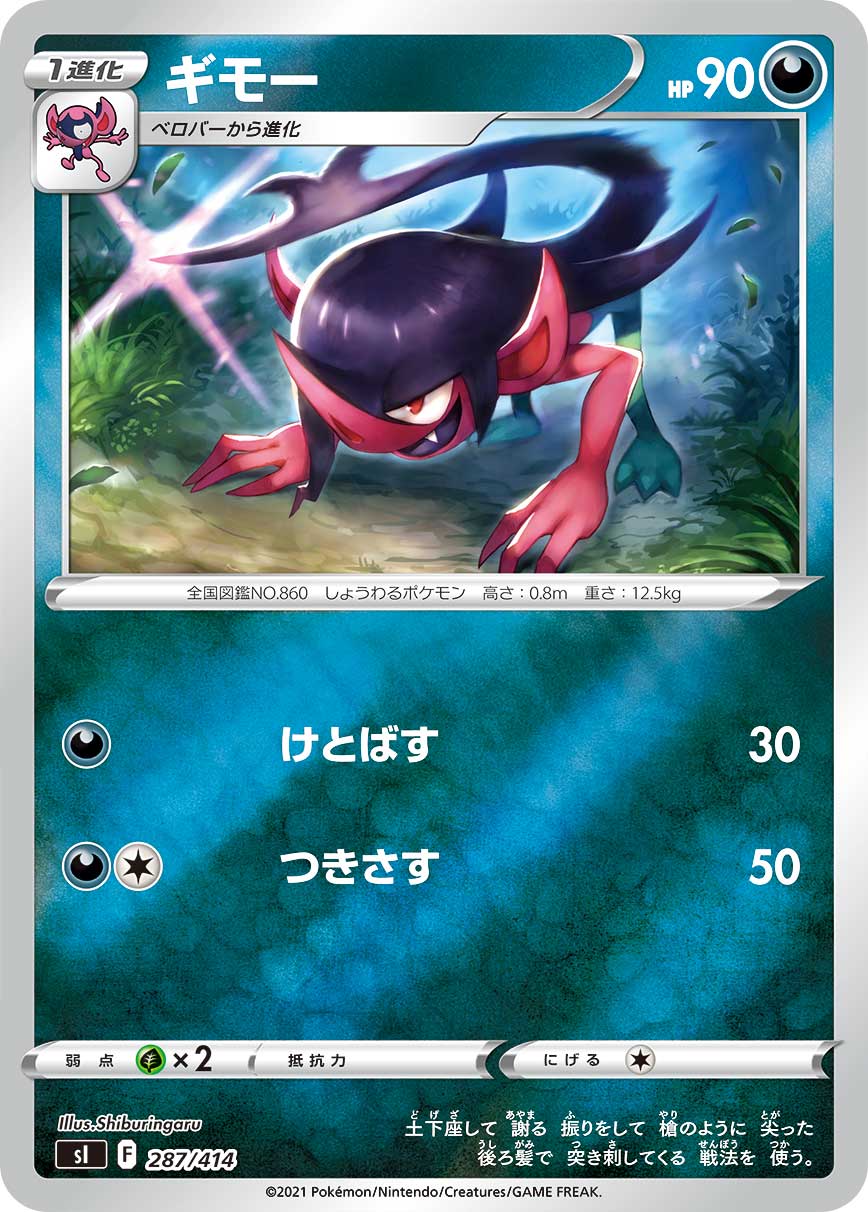 1進化
ギモー
HP90
ベロバーから進化
全国図鑑NO.860 しょうわるポケモン 高さ:0.8m 重さ:12.5kg
けとばす 30
つきさす 50
弱点 ×2 抵抗力 にげる
Illus.Shiburingaru
土下座して 謝る 振りをして 槍のように 尖った
後ろ髪で 突き刺してくる 戦法を 使う。
sI F 287/414
©2021 Pokémon/Nintendo/Creatures/GAME FREAK.